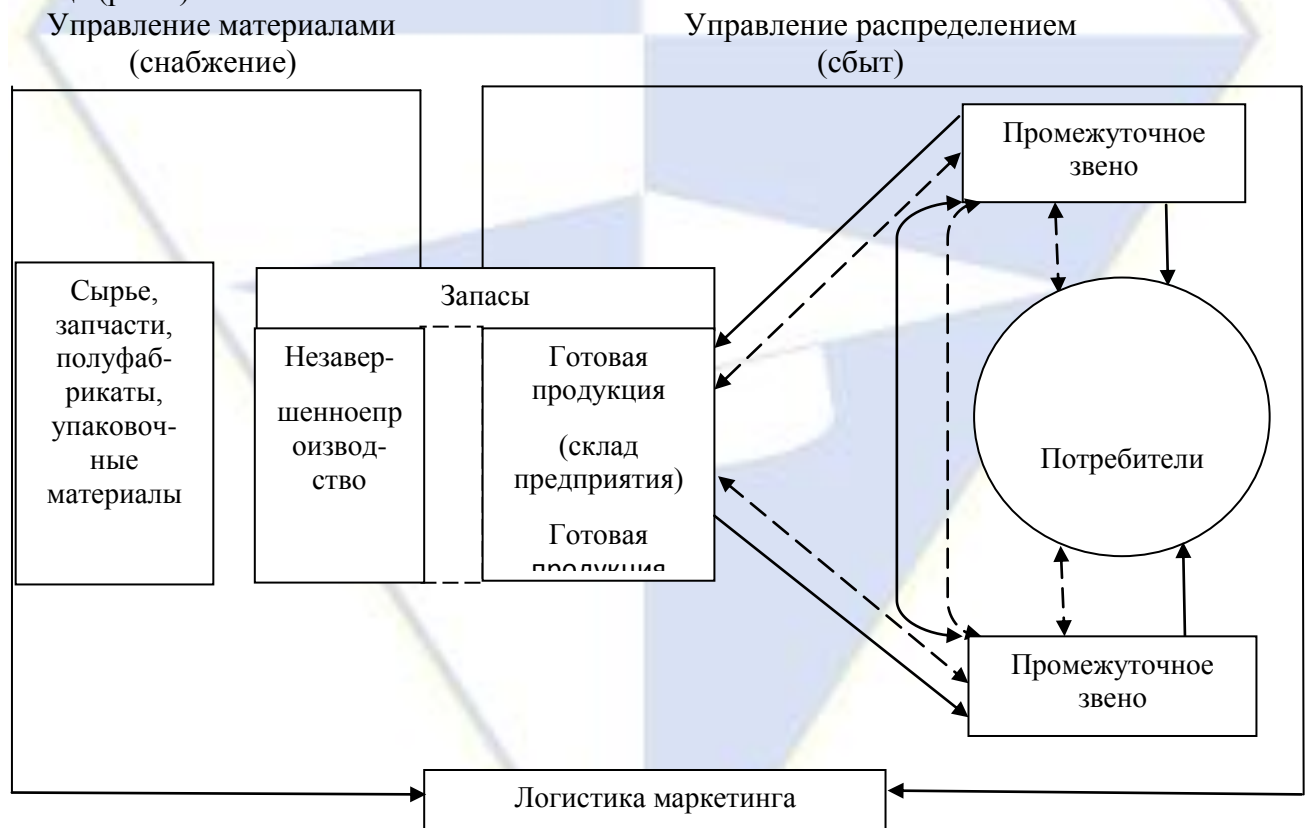 Управление материалами
(снабжение)
Управление распределением
(сбыт)
Промежуточное
звено
Сырье,
запчасти,
полуфаб-
рикаты,
упаковоч-
ные
материалы
Запасы
Незавер-
шенноепр
оизвод-
ство
Готовая
продукция
(склад
предприятия)
Готовая
продукция
Потребители
Промежуточное
звено
Логистика маркетинга